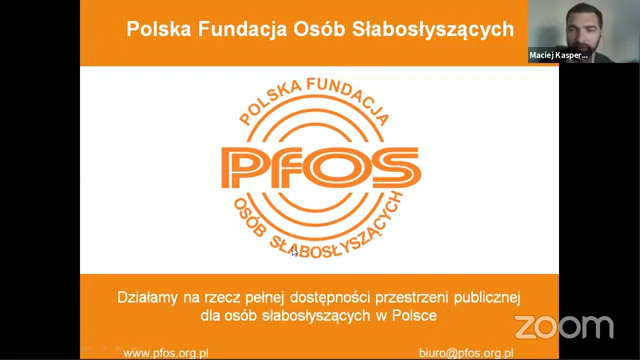 Polska Fundacja Osób Słabosłyszących
Maciej Kasper...
POLSKA FUNDACJA
PFOS
OSÓB SŁABOSŁYSZĄCYCH
Działamy na rzecz pełnej dostępności przestrzeni publicznej
dla osób słabosłyszących w Polsce
zoom
www.pfos.org.pl
biuro@pfos.org.pl